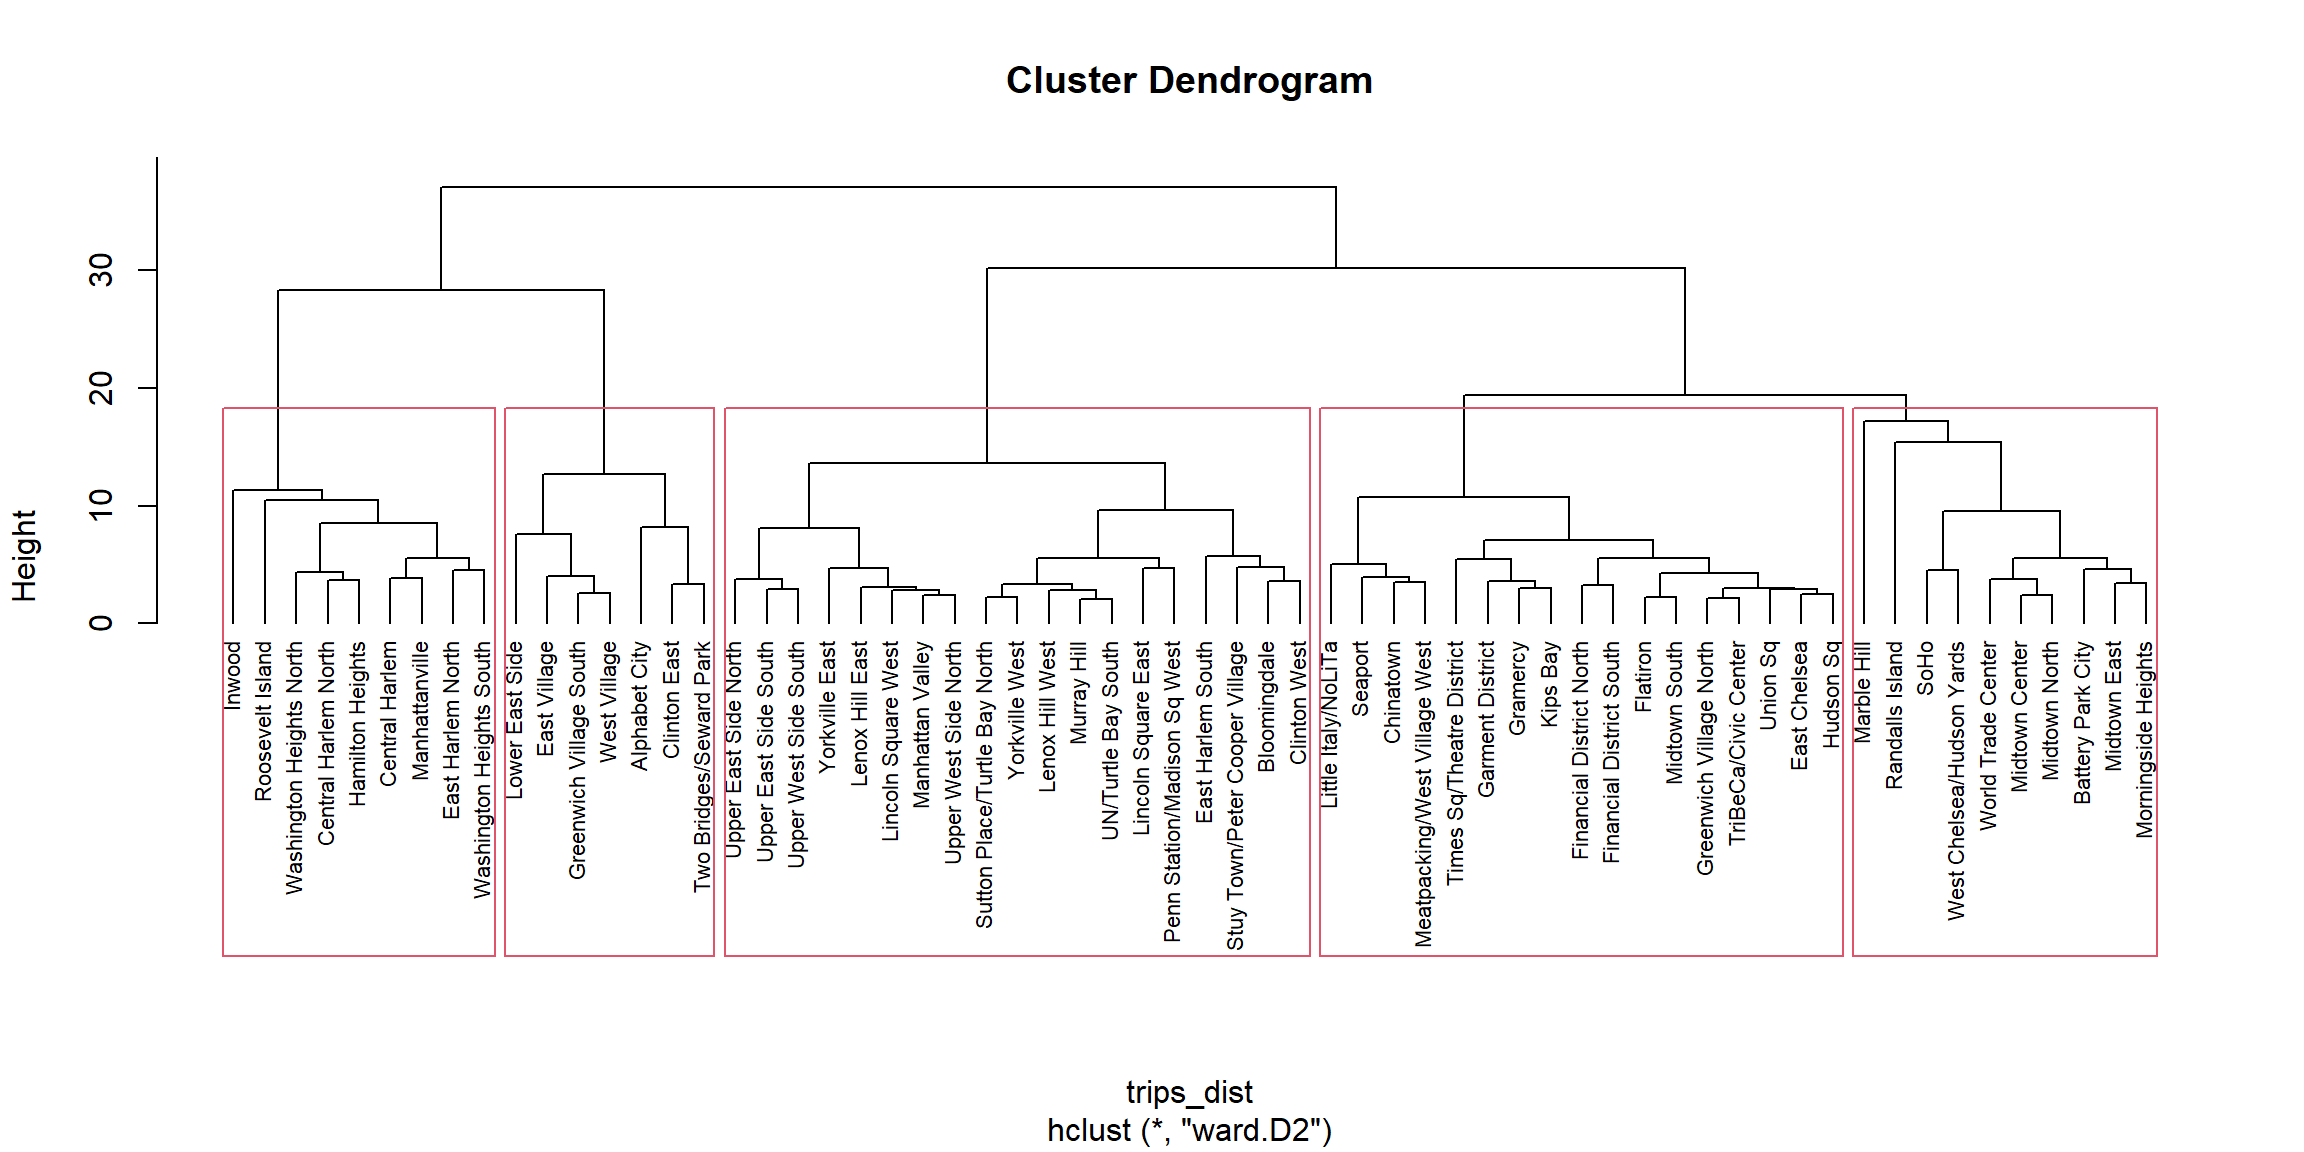 Cluster Dendrogram
Height
30
20
10
0
Inwood
Roosevelt Island
Washington Heights North
Central Harlem North
Hamilton Heights
Central Harlem
Manhattanville
East Harlem North
Washington Heights South
Lower East Side
East Village
Greenwich Village South
West Village
Alphabet City
Clinton East
Two Bridges/Seward Park
Upper East Side North
Upper East Side South
Upper West Side South
Yorkville East
Lenox Hill East
Lincoln Square West
Manhattan Valley
Upper West Side North
Sutton Place/Turtle Bay North
Yorkville West
Lenox Hill West
Murray Hill
UN/Turtle Bay South
Lincoln Square East
Penn Station/Madison Sq West
East Harlem South
Stuy Town/Peter Cooper Village
Bloomingdale
Clinton West
Little Italy/NoLiTa
Seaport
Chinatown
Meatpacking/West Village West
Times Sq/Theatre District
Garment District
Gramercy
Kips Bay
Financial District North
Financial District South
Flatiron
Midtown South
Greenwich Village North
TriBeCa/Civic Center
Union Sq
East Chelsea
Hudson Sq
Marble Hill
Randalls Island
SoHo
West Chelsea/Hudson Yards
World Trade Center
Midtown Center
Midtown North
Battery Park City
Midtown East
Morningside Heights
trips_dist
hclust (*, "ward.D2")